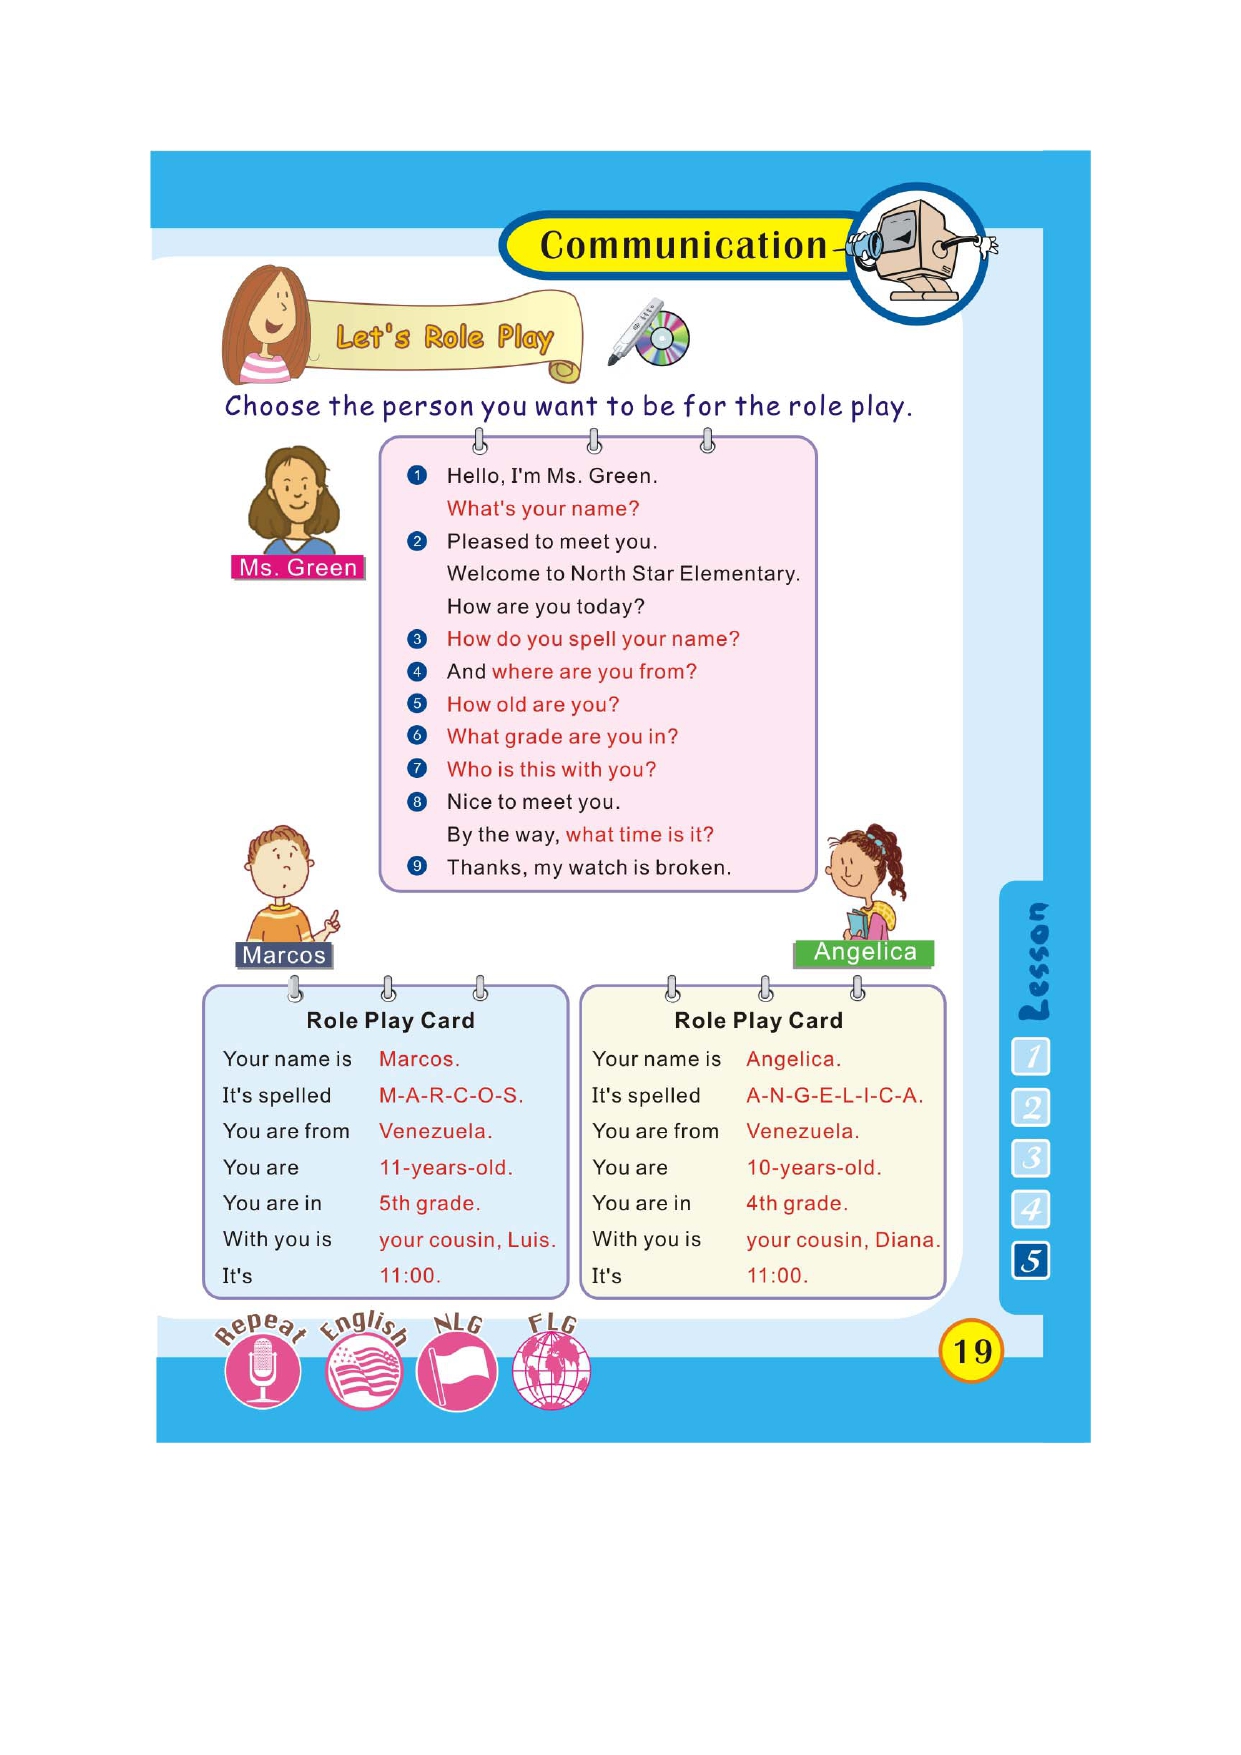 Communication
Let's Role Play
Choose the person you want to be for the role play.
Ms. Green
1 Hello, I'm Ms. Green.
What's your name?
2 Pleased to meet you.
Welcome to North Star Elementary.
How are you today?
3 How do you spell your name?
4 And where are you from?
5 How old are you?
6 What grade are you in?
7 Who is this with you?
8 Nice to meet you.
By the way, what time is it?
9 Thanks, my watch is broken.
Marcos
Angelica
Role Play Card
Your name is Marcos.
It's spelled M-A-R-C-O-S.
You are from Venezuela.
You are 11-years-old.
You are in 5th grade.
With you is your cousin, Luis.
It's 11:00.
Role Play Card
Your name is Angelica.
It's spelled A-N-G-E-L-I-C-A.
You are from Venezuela.
You are 10-years-old.
You are in 4th grade.
With you is your cousin, Diana.
It's 11:00.
Lesson
1
2
3
4
5
Repeat
English
NLG
FLG
19